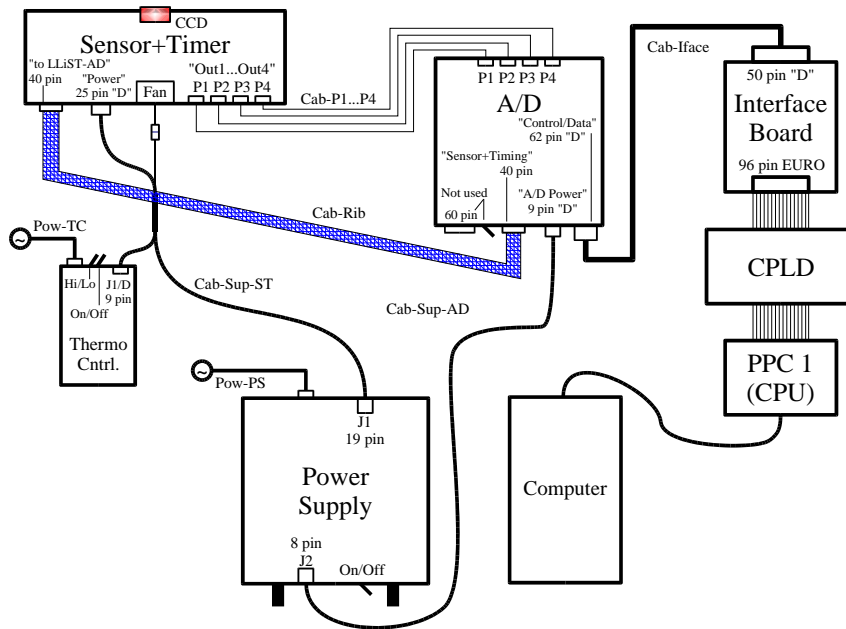 CCD
Sensor+Timer
"to LLiST-AD"
40 pin
"Power"
25 pin "D"
Fan
"Out1...Out4"
P1 P2 P3 P4
Cab-P1...P4
P1 P2 P3 P4
A/D
"Control/Data"
62 pin "D"
"Sensor+Timing"
40 pin
Not used
60 pin
"A/D Power"
9 pin "D"
Cab-Iface
50 pin "D"
Interface
Board
96 pin EURO
Cab-Rib
Pow-TC
Hi/Lo
J1/D
9 pin
On/Off
Thermo
Cntrl.
Cab-Sup-ST
Cab-Sup-AD
CPLD
PPC 1
(CPU)
Pow-PS
J1
19 pin
Power
Supply
8 pin
J2
On/Off
Computer